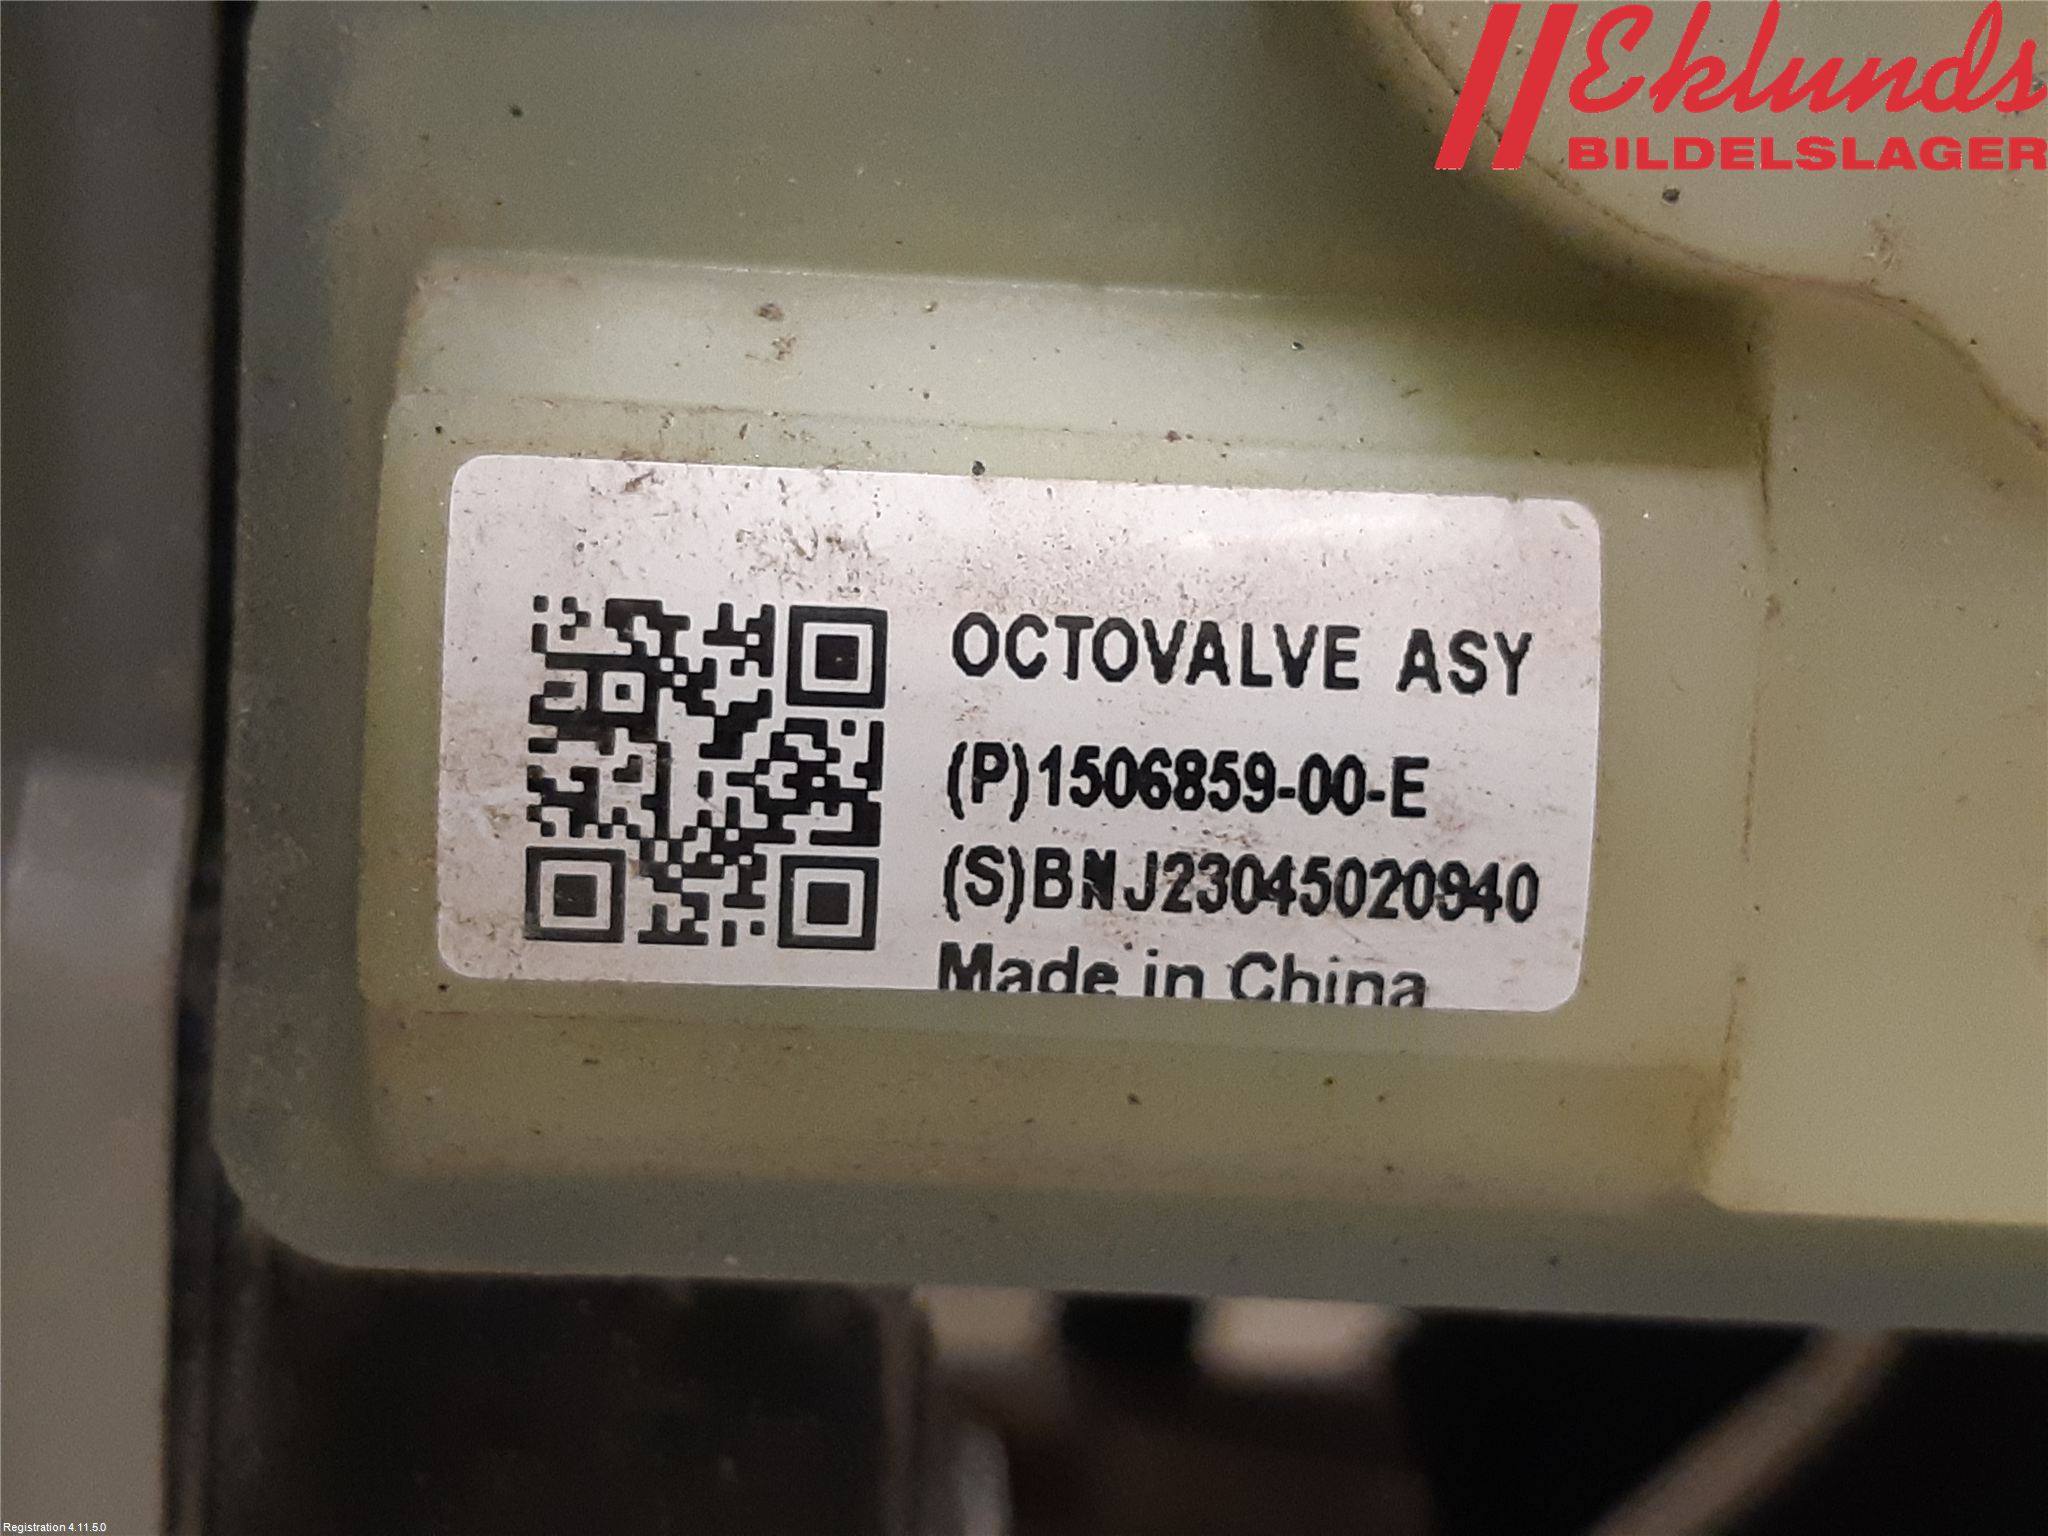 Eklunds
BILDELSLAGER
OCTOVALVE ASY
(P)1506859-00-E
(S)BNJ23045020940
Made in China
Registration 4.11.5.0